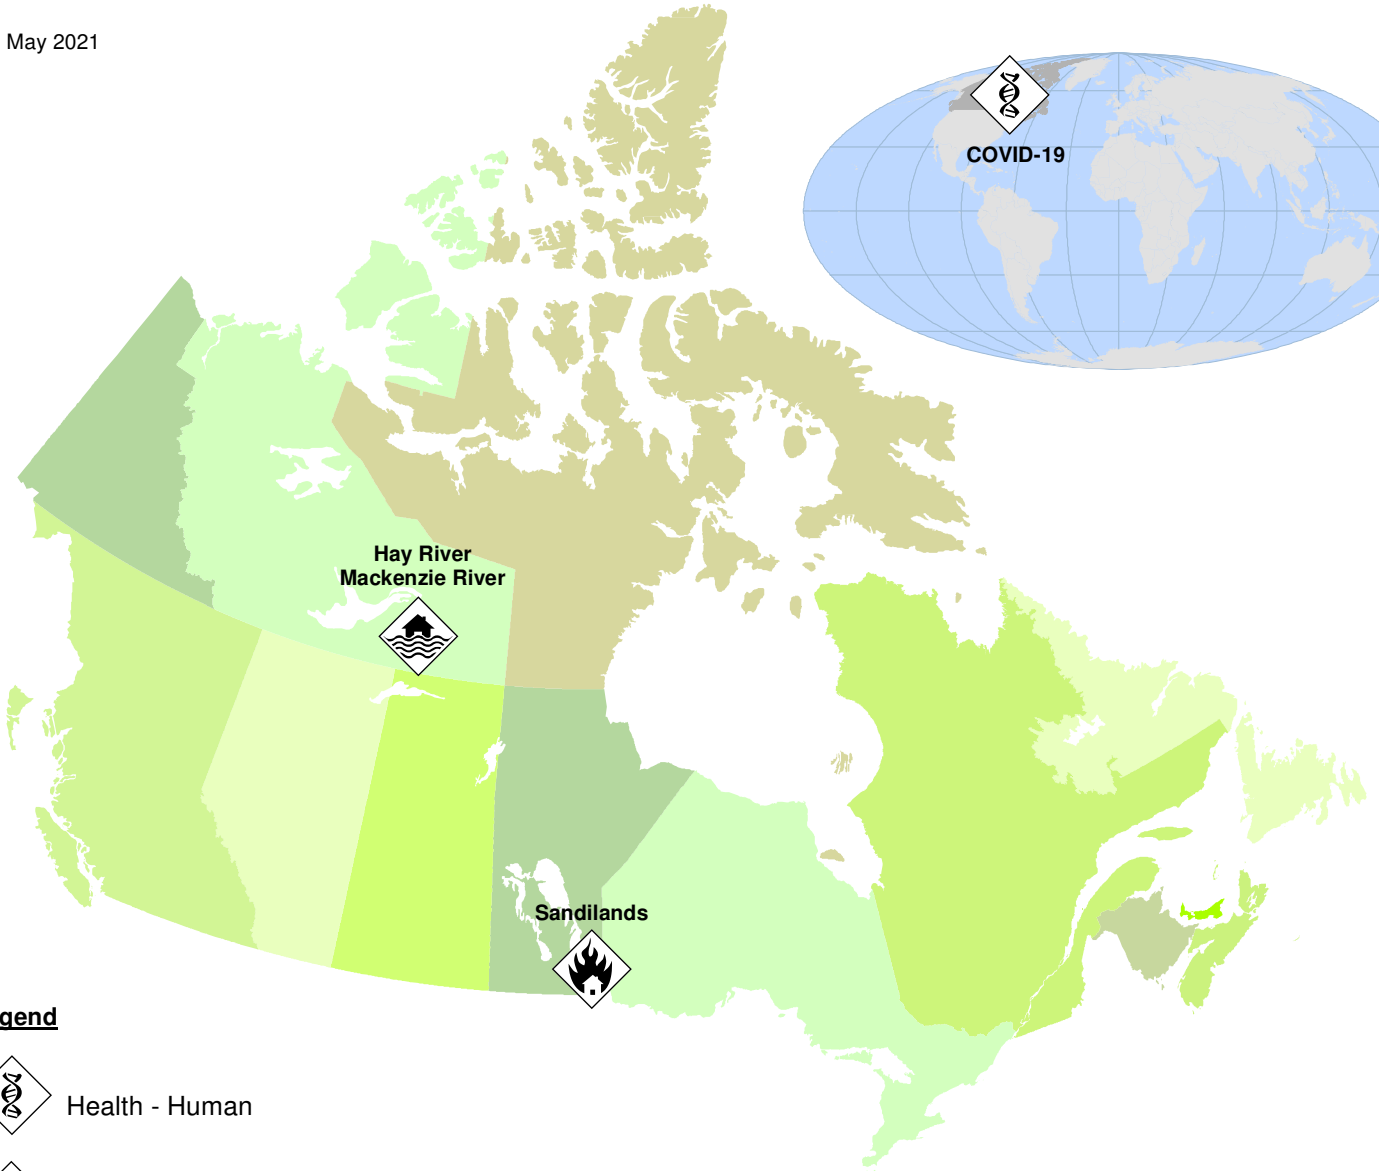 May 2021
COVID-19
Hay River
Mackenzie River
Sandilands
gend
Health - Human